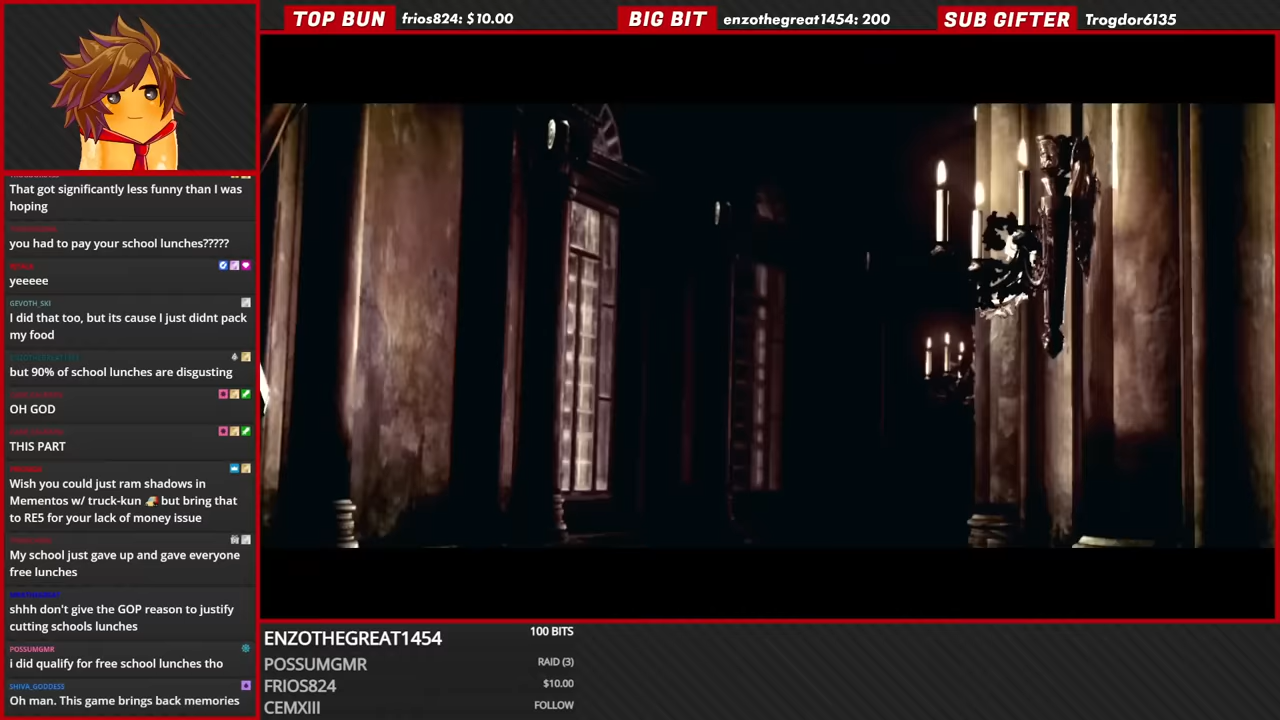 TOP BUN frios824: $10.00 BIG BIT enzothegreat1454: 200 SUB GIFTER Trogdor6135
That got significantly less funny than I was
hoping
you had to pay your school lunches?????
yeeeee
GEVOTH_SKI
I did that too, but its cause I just didnt pack
my food
but 90% of school lunches are disgusting
OH GOD
THIS PART
Wish you could just ram shadows in
Mementos w/ truck-kun but bring that
to RE5 for your lack of money issue
My school just gave up and gave everyone
free lunches
shhh don't give the GOP reason to justify
cutting schools lunches
POSSUMGMR
i did qualify for free school lunches tho
SHIVA_GODDESS
Oh man. This game brings back memories
ENZOTHEGREAT1454 100 BITS
POSSUMGMR RAID (3)
FRIOS824 $10.00
CEMXIII FOLLOW